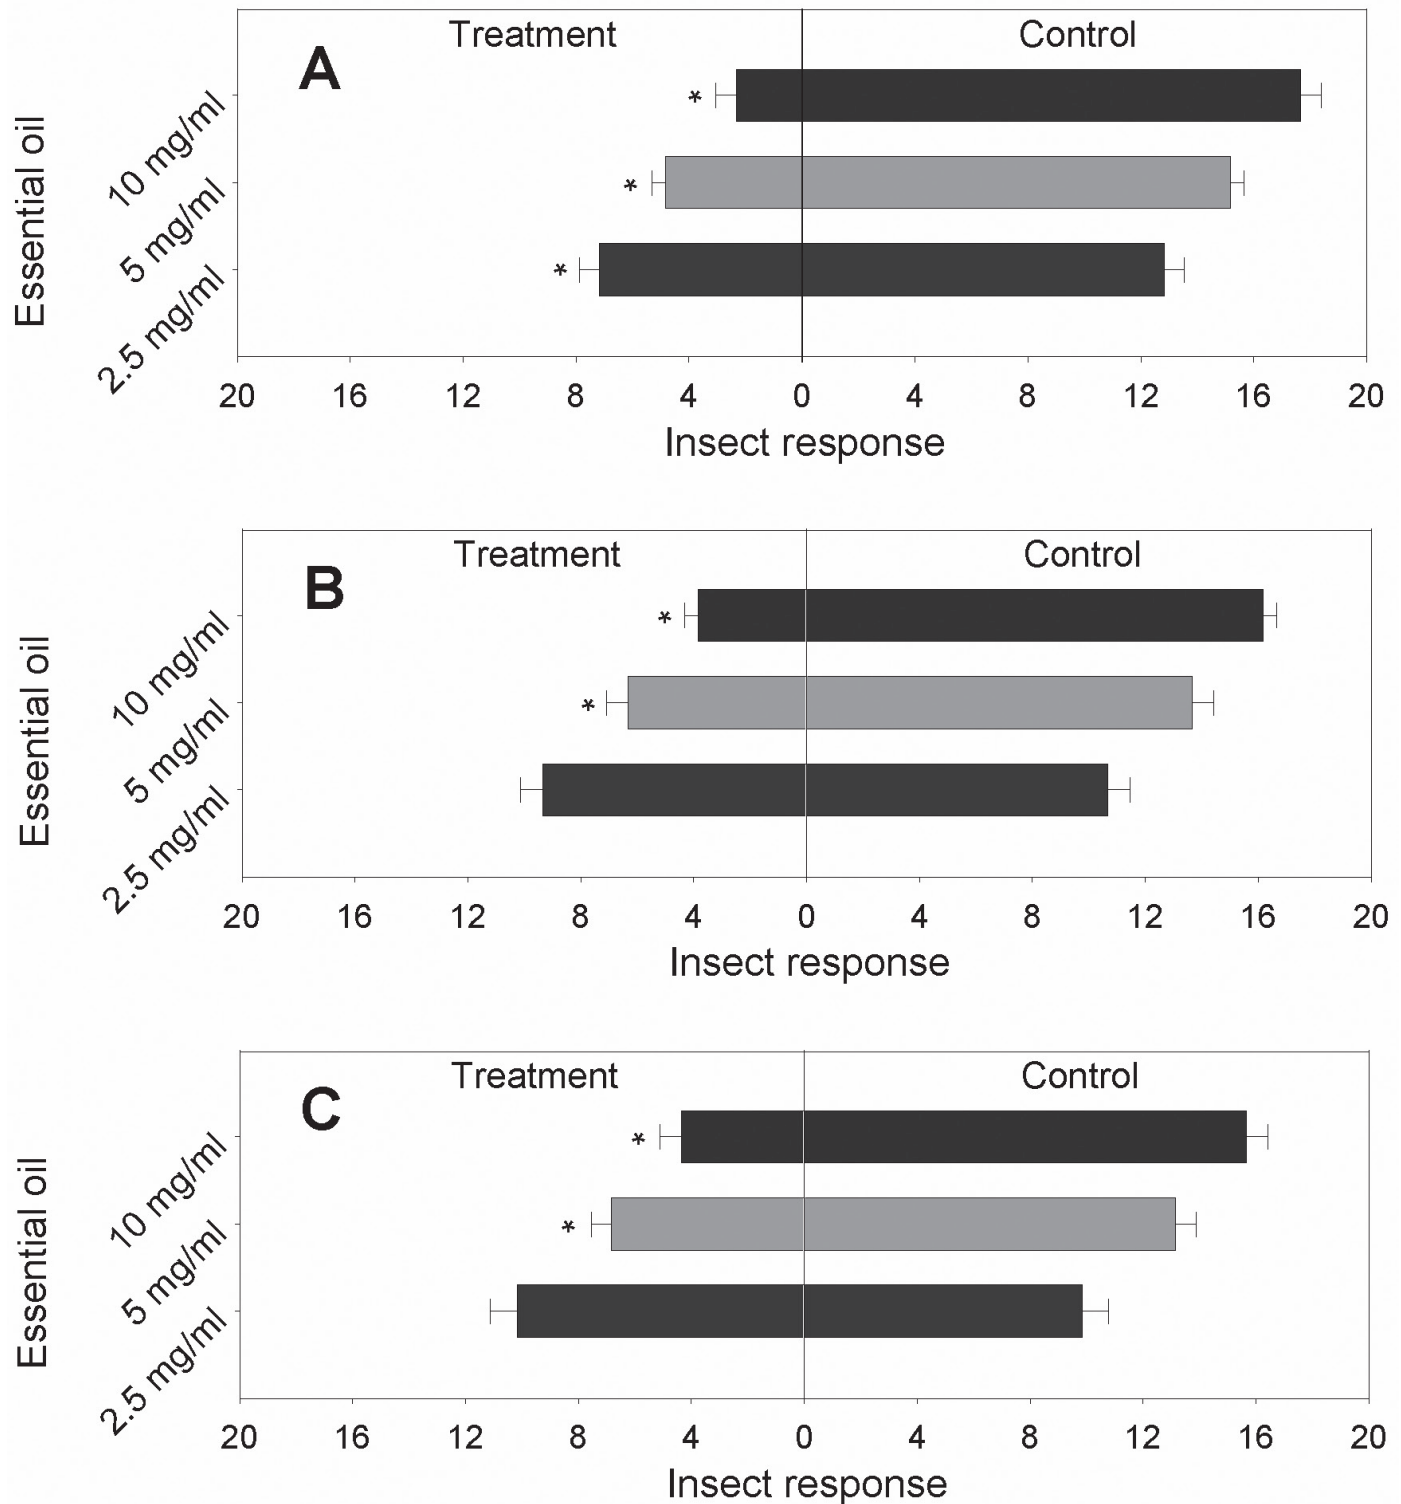 Treatment Control
A
*
10 mg/ml
*
5 mg/ml
*
2.5 mg/ml
Essential oil
20 16 12 8 4 0 4 8 12 16 20
Insect response
Treatment Control
B
*
10 mg/ml
*
5 mg/ml
2.5 mg/ml
Essential oil
20 16 12 8 4 0 4 8 12 16 20
Insect response
Treatment Control
C
*
10 mg/ml
*
5 mg/ml
2.5 mg/ml
Essential oil
20 16 12 8 4 0 4 8 12 16 20
Insect response